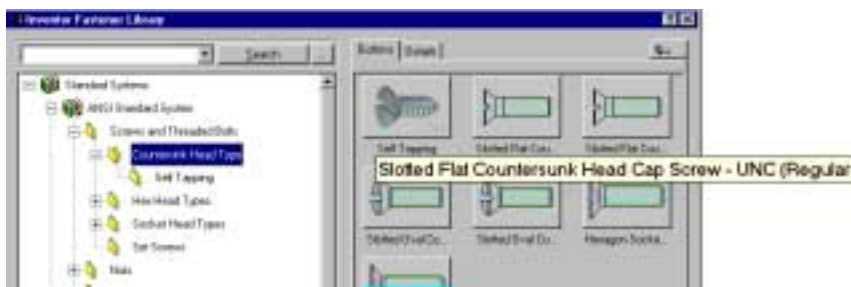 Inventor Fastener Library
Search
Buttons Details
Standard Systems
ANSI Standard System
Screws and Threaded Bolts
Countersunk Head Type
Self Tapping
Hex Head Types
Socket Head Types
Set Screws
Nuts
Self Tapping
Slotted Flat Cou...
Slotted Flat Cou...
Slotted Flat Countersunk Head Cap Screw - UNC (Regular
Slotted Oval Co...
Slotted Oval Co...
Hexagon Socke...